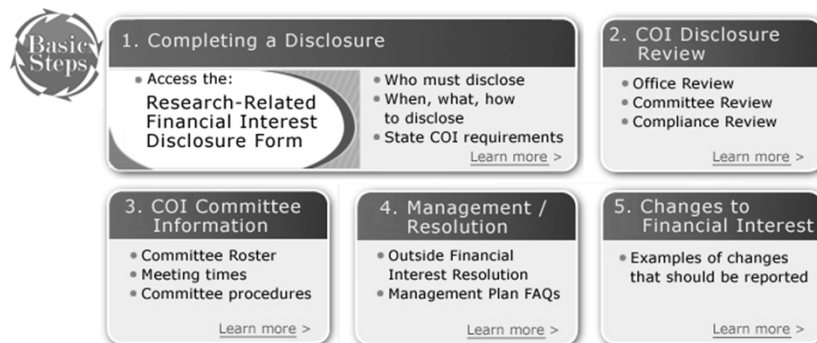 Basic
Steps
1. Completing a Disclosure
Access the:
Research-Related
Financial Interest
Disclosure Form
Who must disclose
When, what, how
to disclose
State COI requirements
Learn more >
2. COI Disclosure
Review
Office Review
Committee Review
Compliance Review
Learn more >
3. COI Committee
Information
Committee Roster
Meeting times
Committee procedures
Learn more >
4. Management /
Resolution
Outside Financial
Interest Resolution
Management Plan FAQs
Learn more >
5. Changes to
Financial Interest
Examples of changes
that should be reported
Learn more >